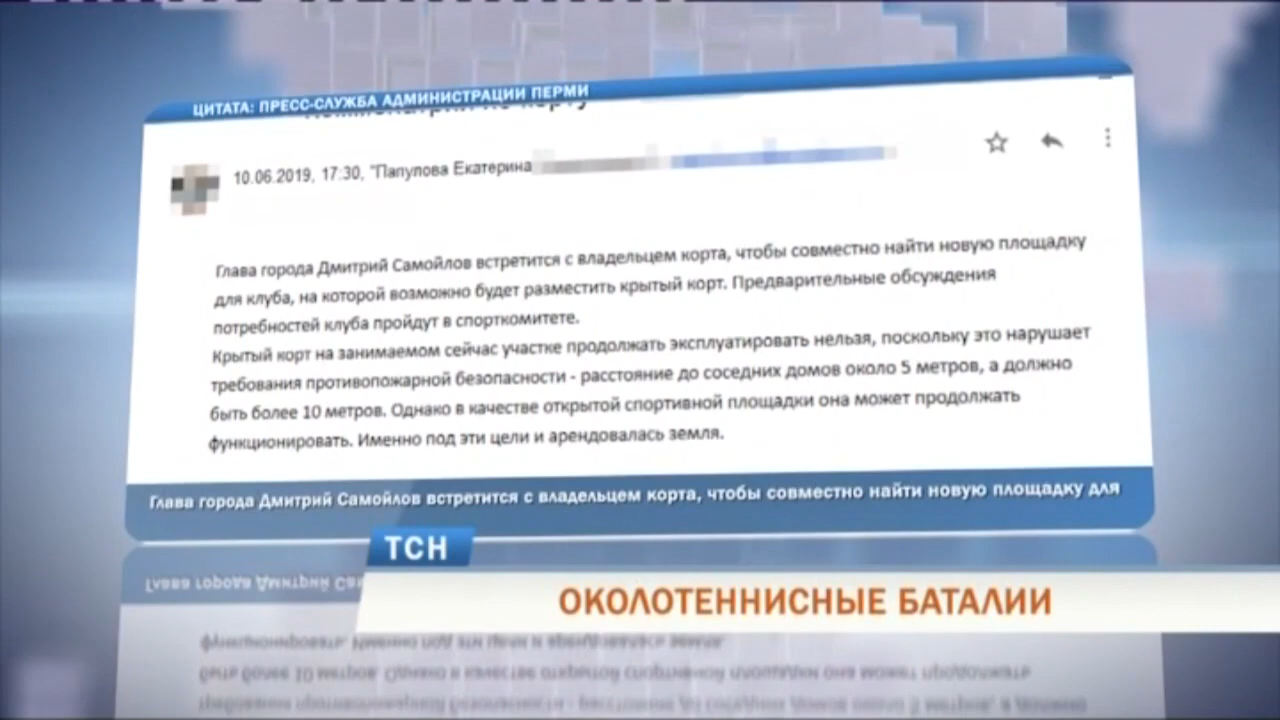 ЦИТАТА: ПРЕСС-СЛУЖБА АДМИНИСТРАЦИИ ПЕРМИ
10.06.2019, 17:30, "Папулова Екатерина
Глава города Дмитрий Самойлов встретится с владельцем корта, чтобы совместно найти новую площадку
для клуба, на которой возможно будет разместить крытый корт. Предварительные обсуждения
потребностей клуба пройдут в спорткомитете.
Крытый корт на занимаемом сейчас участке продолжать эксплуатировать нельзя, поскольку это нарушает
требования противопожарной безопасности - расстояние до соседних домов около 5 метров, а должно
быть более 10 метров. Однако в качестве открытой спортивной площадки она может продолжать
функционировать. Именно под эти цели и арендовалась земля.
Глава города Дмитрий Самойлов встретится с владельцем корта, чтобы совместно найти новую площадку для
ТСН
ОКОЛОТЕННИСНЫЕ БАТАЛИИ